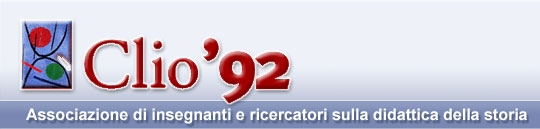 Clio’92
Associazione di insegnanti e ricercatori sulla didattica della storia